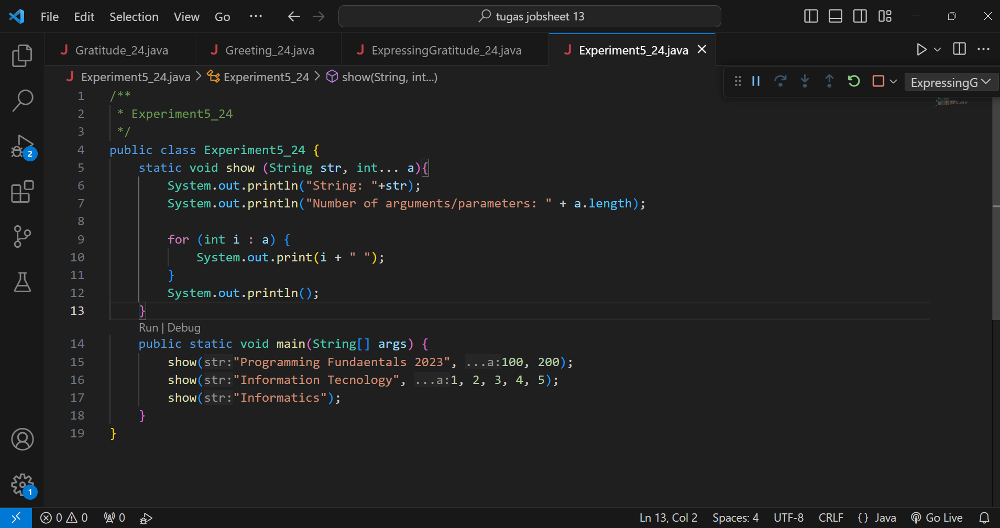 File Edit Selection View Go ··· tugas jobsheet 13
Gratitude_24.java Greeting_24.java ExpressingGratitude_24.java Experiment5_24.java
Experiment5_24.java > Experiment5_24 > show(String, int...)
ExpressingG
1 /**
2 * Experiment5_24
3 */
4 public class Experiment5_24 {
5 static void show (String str, int... a){
6 System.out.println("String: "+str);
7 System.out.println("Number of arguments/parameters: " + a.length);
8
9 for (int i : a) {
10 System.out.print(i + " ");
11 }
12 System.out.println();
13 }
Run | Debug
14 public static void main(String[] args) {
15 show(str:"Programming Fundaentals 2023", ...a:100, 200);
16 show(str:"Information Tecnology", ...a:1, 2, 3, 4, 5);
17 show(str:"Informatics");
18 }
19 }
2
1
0 0 0 Ln 13, Col 2 Spaces: 4 UTF-8 CRLF {} Java Go Live